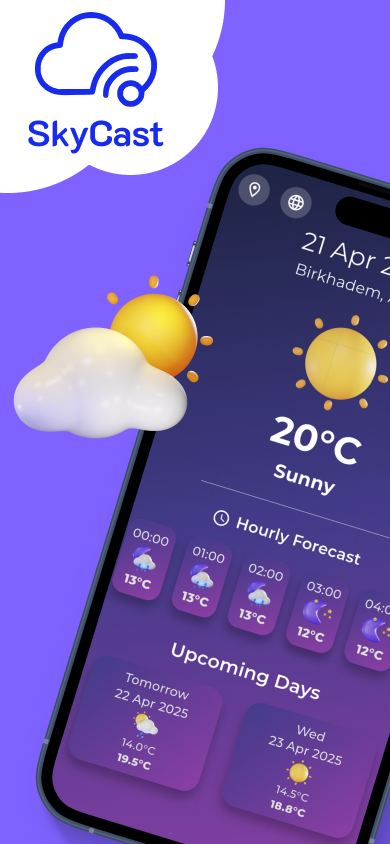 SkyCast
21 Apr 2
Birkhadem,
20°C
Sunny
Hourly Forecast
00:00
13°C
01:00
13°C
02:00
13°C
03:00
12°C
04:0
12°C
Upcoming Days
Tomorrow
22 Apr 2025
14.0°C
19.5°C
Wed
23 Apr 2025
14.5°C
18.8°C